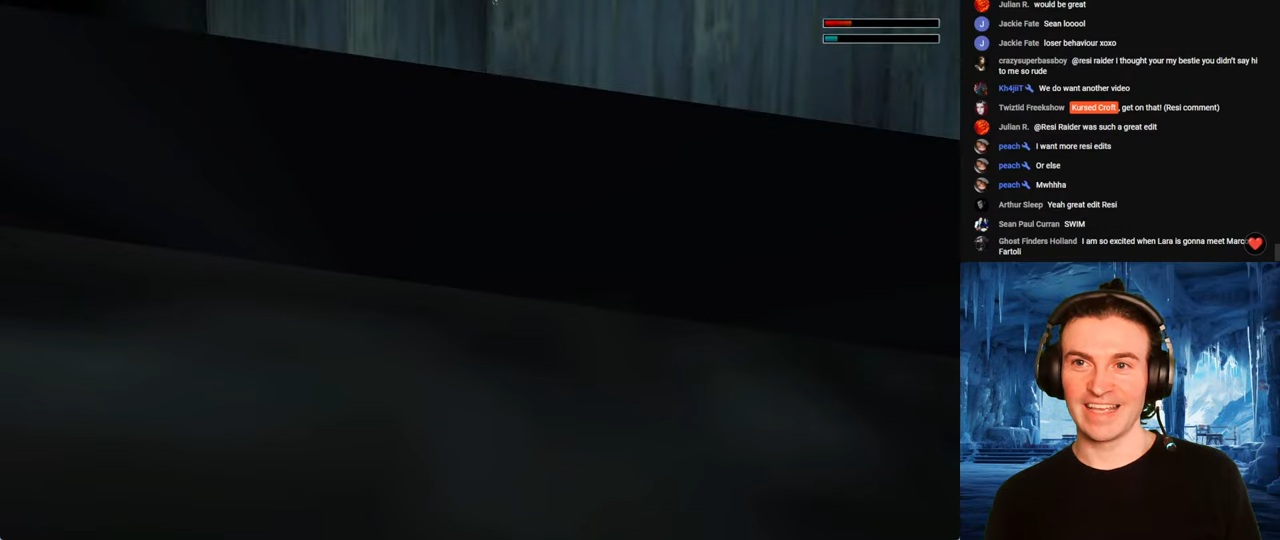 Julian R. would be great
J Jackie Fate Sean looool
J Jackie Fate loser behaviour xoxo
crazysuperbassboy @resi raider I thought your my bestie you didn't say hi
to me so rude
Kh4jiiT We do want another video
Twiztid Freekshow Kursed Croft, get on that! (Resi comment)
Julian R. @Resi Raider was such a great edit
peach I want more resi edits
peach Or else
peach Mwhhha
Arthur Sleep Yeah great edit Resi
Sean Paul Curran SWIM
Ghost Finders Holland I am so excited when Lara is gonna meet Marc
Fartoli